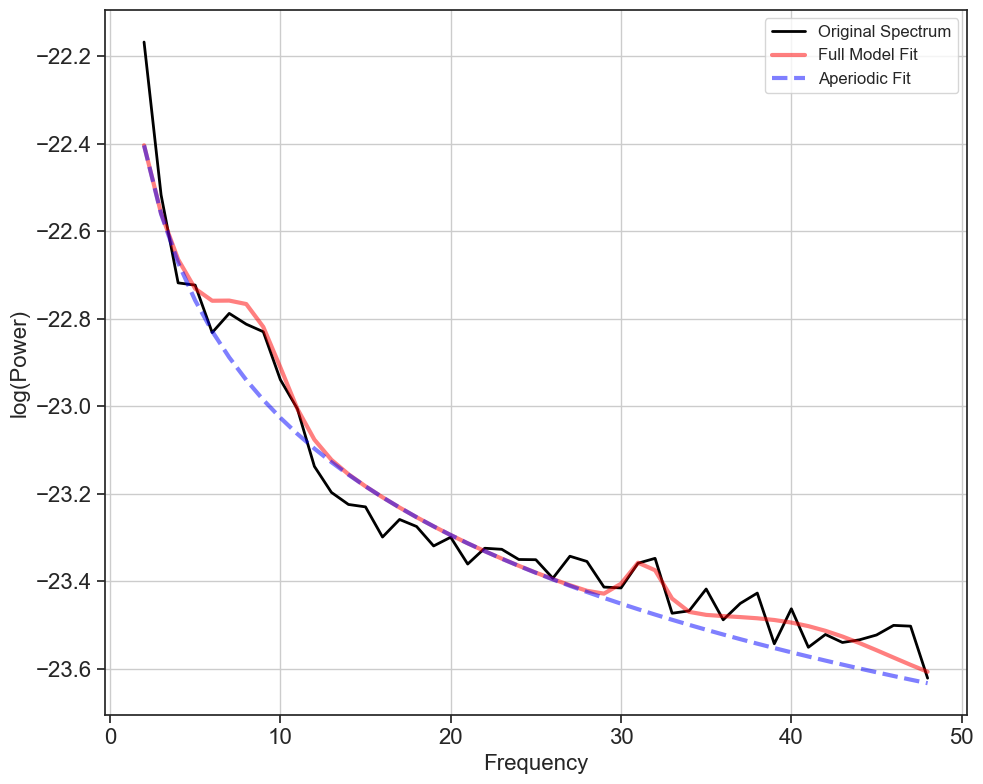 Original Spectrum
Full Model Fit
Aperiodic Fit
log(Power)
−22.2
−22.4
−22.6
−22.8
−23.0
−23.2
−23.4
−23.6
0 10 20 30 40 50
Frequency